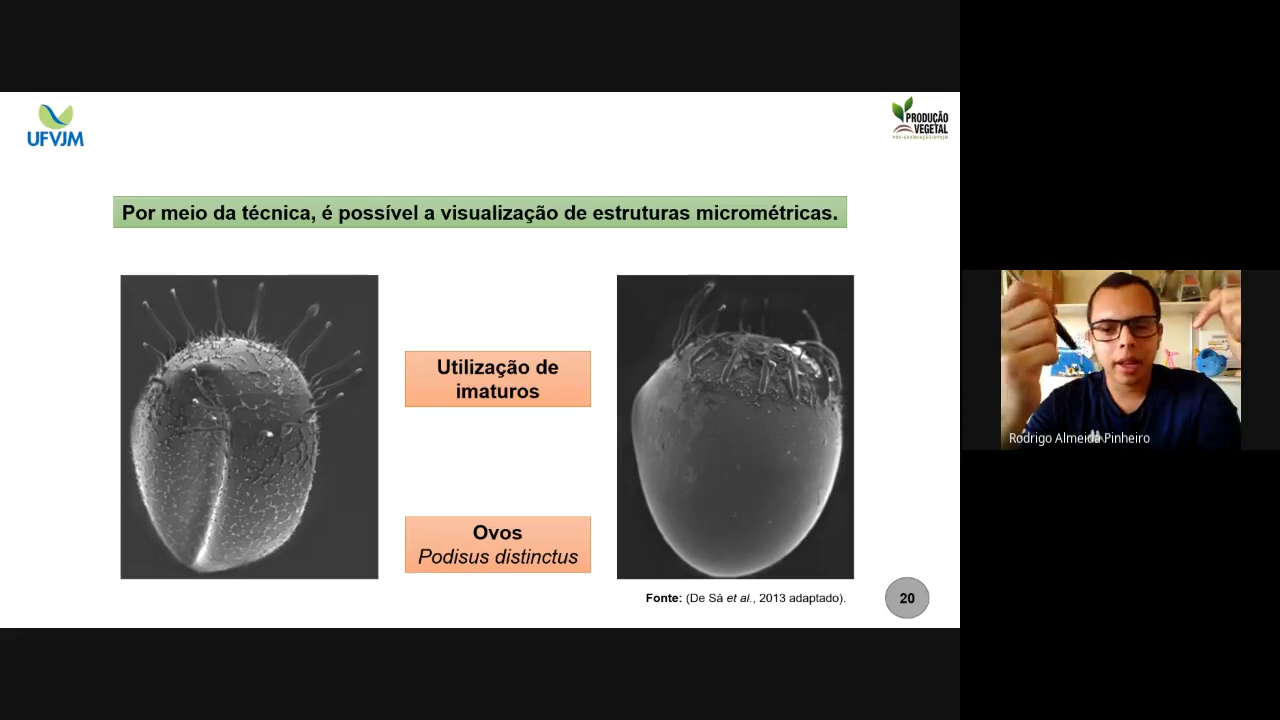 UFVJM
PRODUÇÃO
VEGETAL
Por meio da técnica, é possível a visualização de estruturas micrométricas.
Utilização de
imaturos
Ovos
Podisus distinctus
Fonte: (De Sá et al., 2013 adaptado).
20
Rodrigo Almeida Pinheiro